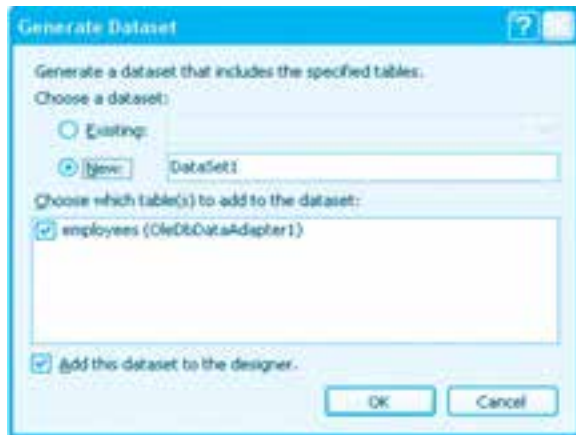 Generate Dataset
Generate a dataset that includes the specified tables.
Choose a dataset:
Existing:
New: DataSet1
Choose which table(s) to add to the dataset:
employees (OleDbDataAdapter1)
Add this dataset to the designer.
OK Cancel